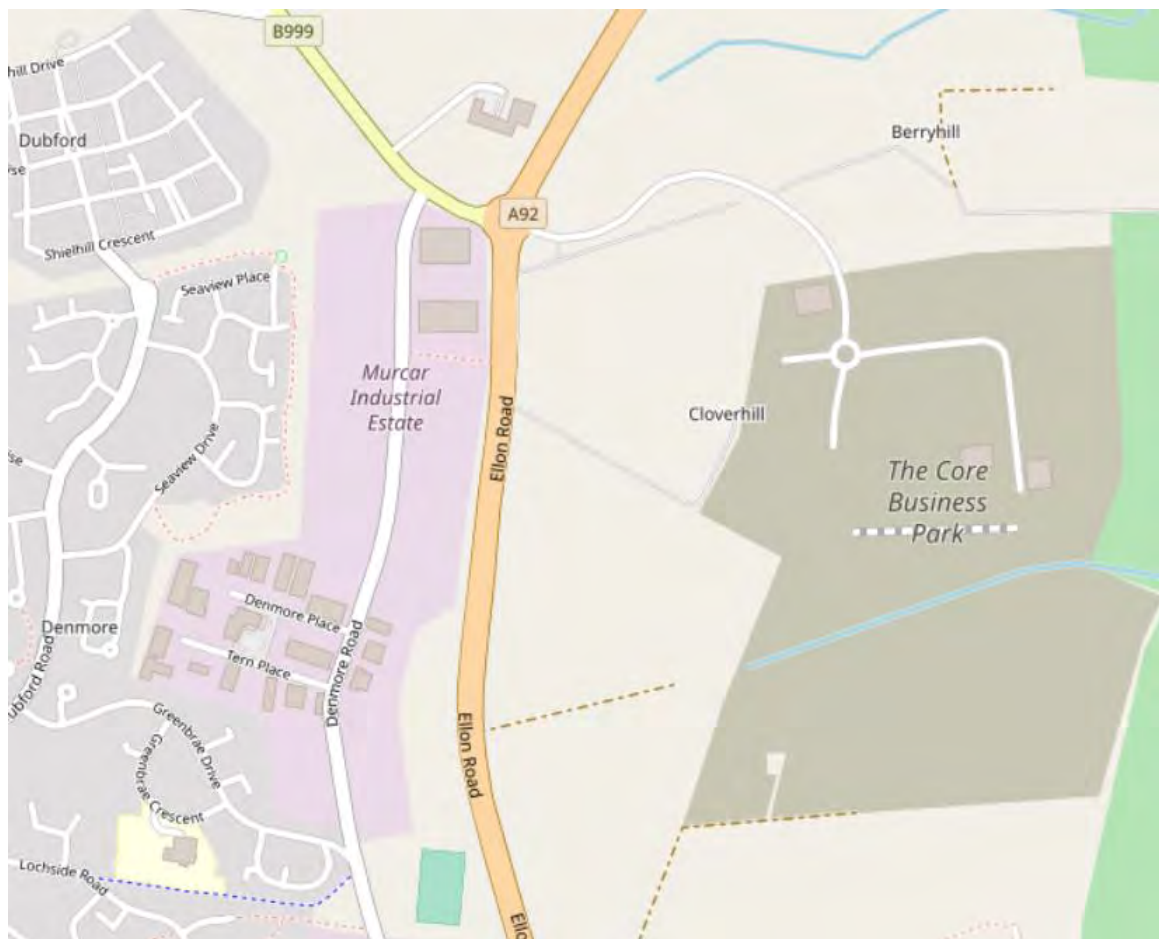 B999
hill Drive
Dubford
Berryhill
A92
Shielhill Crescent
Seaview Place
Murcar
Industrial
Estate
Ellon Road
Cloverhill
Seaview Drive
The Core
Business
Park
Denmore Place
Denmore
Tern Place
Denmore Road
ubford Road
Greenbrae Drive
Ellon Road
Greenbrae Crescent
Lochside Road
Ello